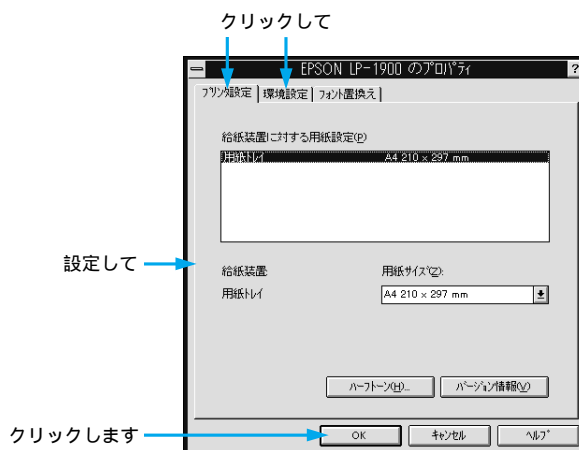 クリックして
EPSON LP-1900 のﾌﾟﾛﾊﾟﾃｨ ?
ﾌﾟﾘﾝﾀ設定 環境設定 ﾌｫﾝﾄ置換え
給紙装置に対する用紙設定(P)
用紙ﾄﾚｲ A4 210 x 297 mm
設定して
給紙装置: 用紙ｻｲｽﾞ(Z):
用紙ﾄﾚｲ A4 210 x 297 mm
ﾊｰﾌﾄｰﾝ(H)... ﾊﾞｰｼﾞｮﾝ情報(V)
クリックします
OK ｷｬﾝｾﾙ ﾍﾙﾌﾟ